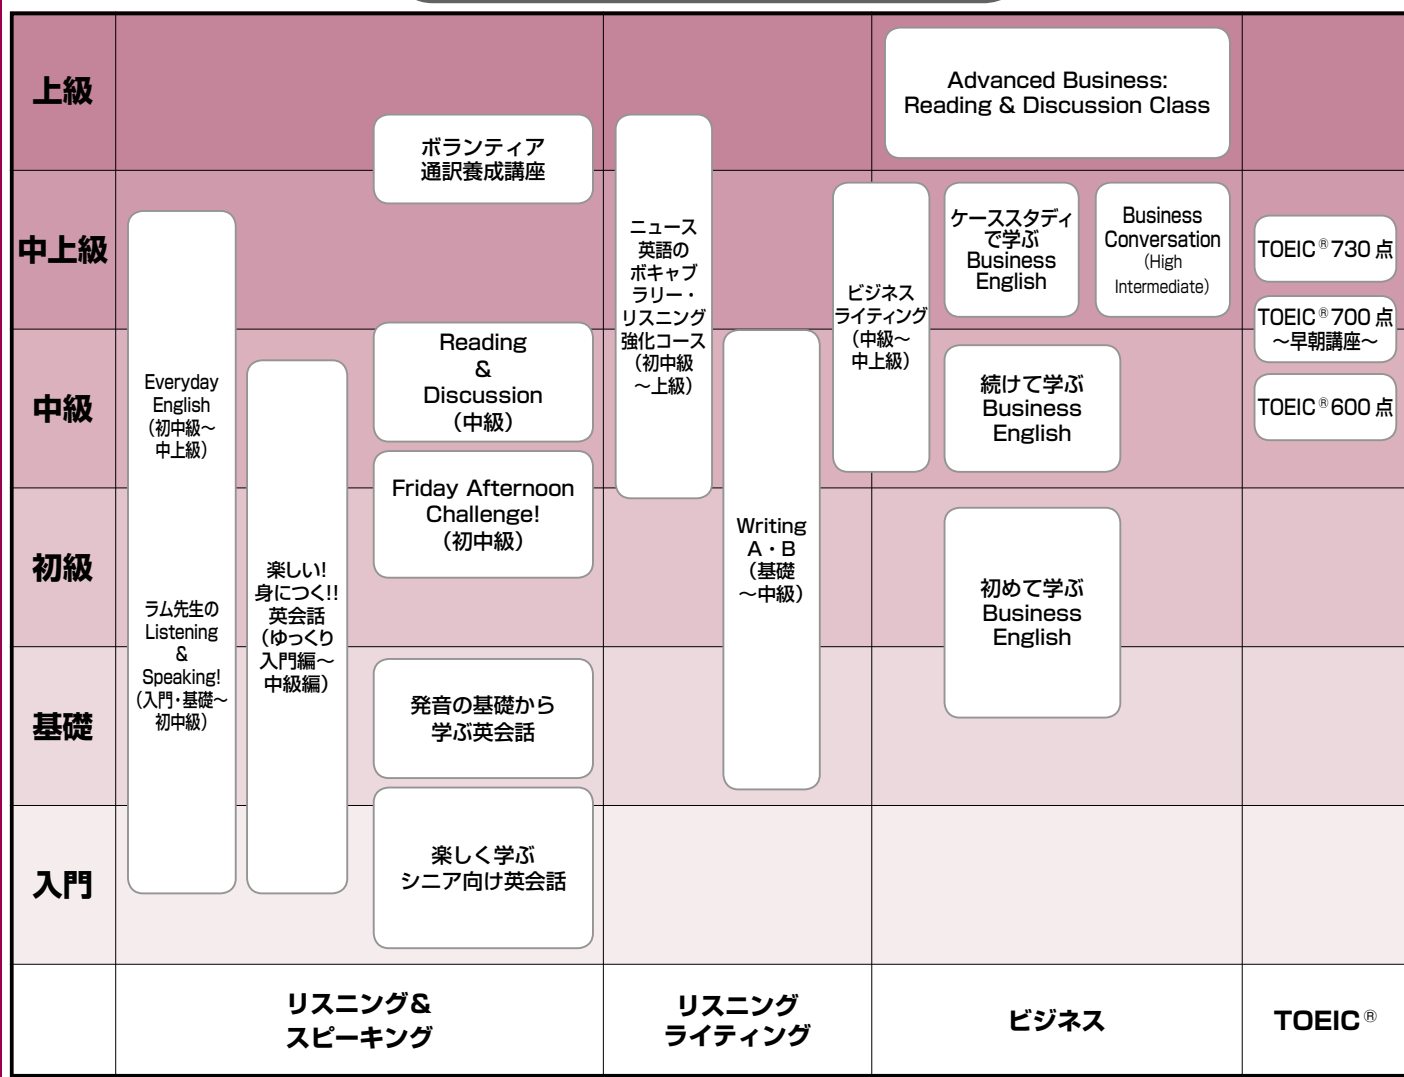 上級
Advanced Business:
Reading & Discussion Class
ボランティア
通訳養成講座
中上級
ニュース
英語の
ボキャブ
ラリー・
リスニング
強化コース
(初中級
～上級)
ビジネス
ライティング
(中級～
中上級)
ケーススタディ
で学ぶ
Business
English
Business
Conversation
(High
Intermediate)
TOEIC®730 点
TOEIC®700 点
～早朝講座～
TOEIC®600 点
中級
Everyday
English
(初中級～
中上級)
Reading
&
Discussion
(中級)
続けて学ぶ
Business
English
Friday Afternoon
Challenge!
(初中級)
初級
ラム先生の
Listening
&
Speaking!
(入門・基礎～
初中級)
楽しい!
身につく!!
英会話
(ゆっくり
入門編～
中級編)
Writing
A・B
(基礎
～中級)
初めて学ぶ
Business
English
基礎
発音の基礎から
学ぶ英会話
入門
楽しく学ぶ
シニア向け英会話
リスニング&
スピーキング
リスニング
ライティング
ビジネス
TOEIC®